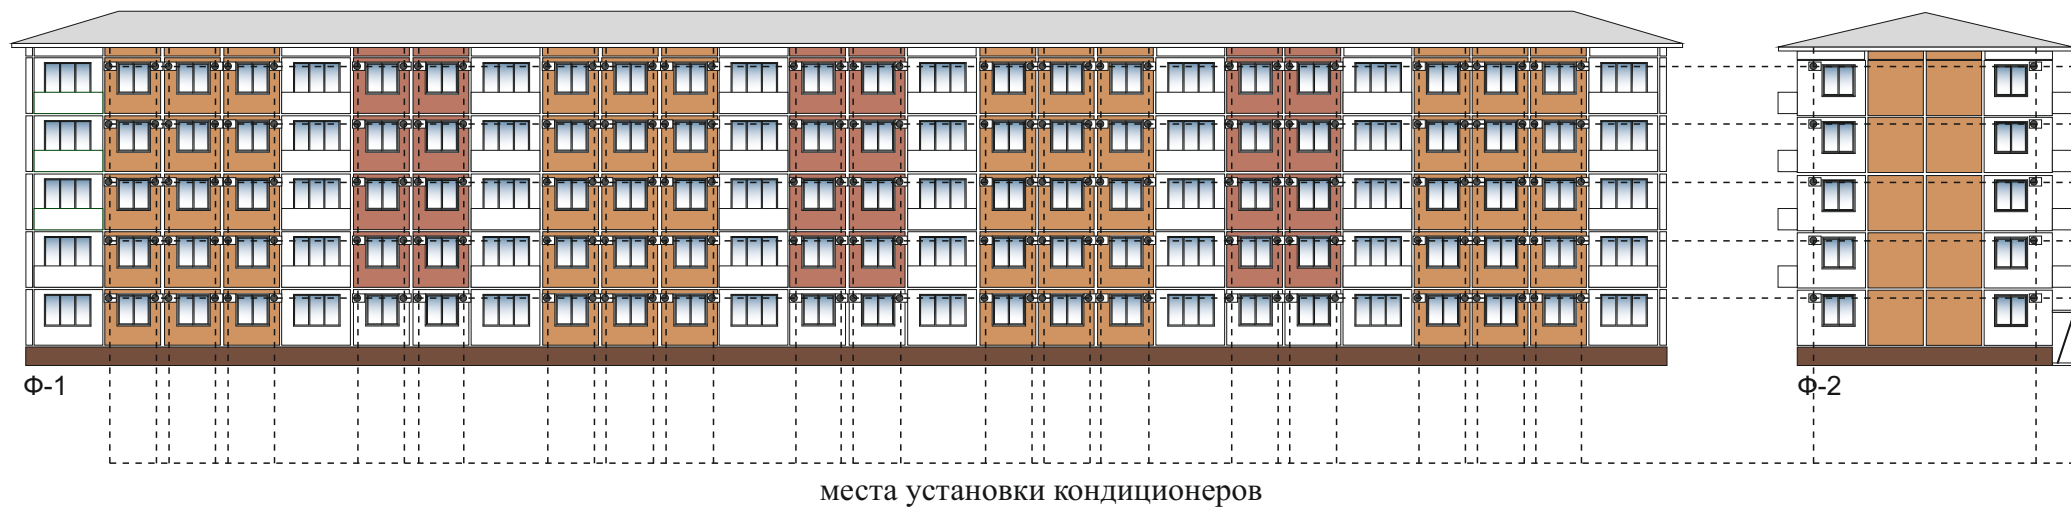 Ф-1
Ф-2
места установки кондиционеров